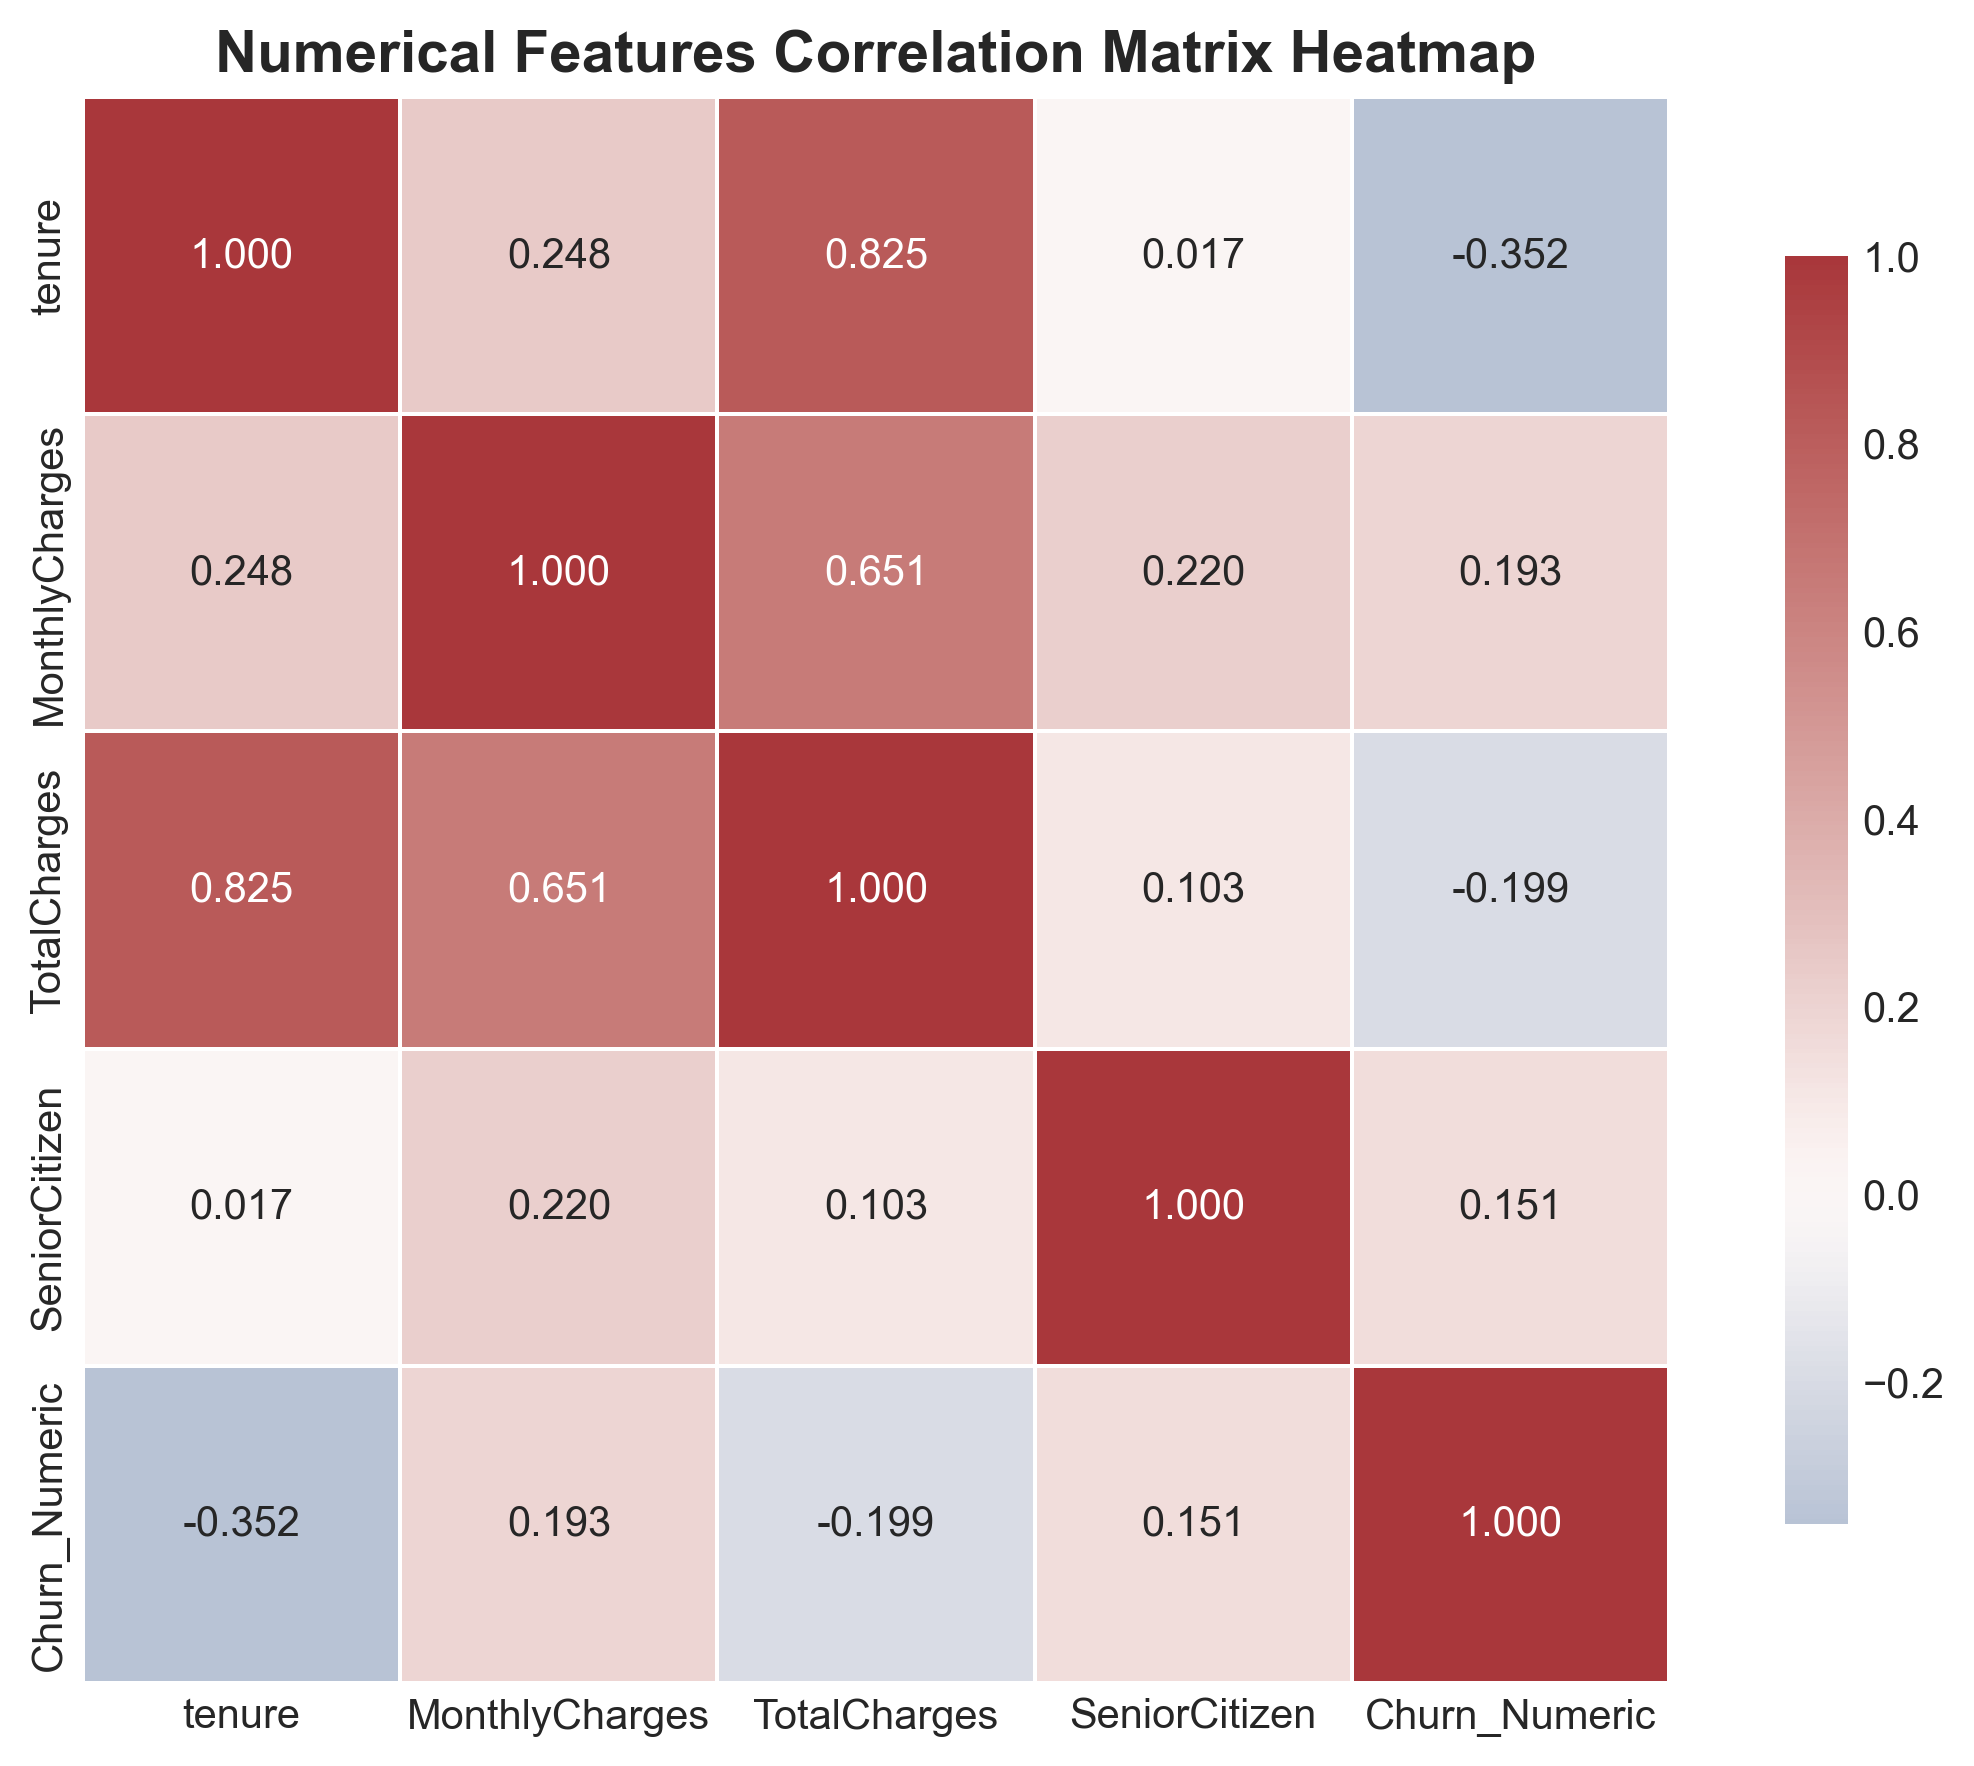 Numerical Features Correlation Matrix Heatmap
tenure
1.000 0.248 0.825 0.017 -0.352
MonthlyCharges
0.248 1.000 0.651 0.220 0.193
TotalCharges
0.825 0.651 1.000 0.103 -0.199
SeniorCitizen
0.017 0.220 0.103 1.000 0.151
Churn_Numeric
-0.352 0.193 -0.199 0.151 1.000
tenure MonthlyCharges TotalCharges SeniorCitizen Churn_Numeric
1.0
0.8
0.6
0.4
0.2
0.0
−0.2